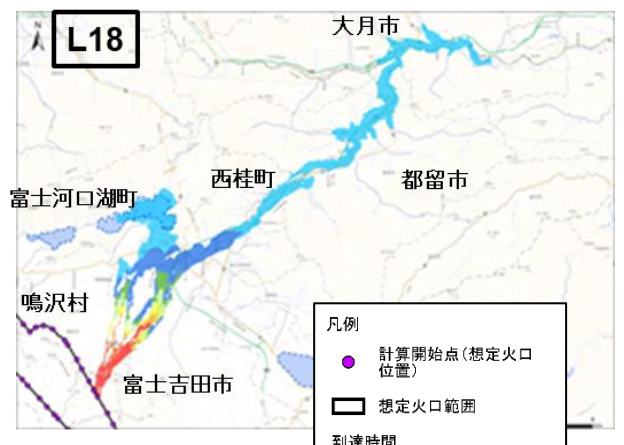 L18
大月市
西桂町
都留市
富士河口湖町
鳴沢村
富士吉田市
凡例
計算開始点(想定火口
位置)
想定火口範囲
到達時間